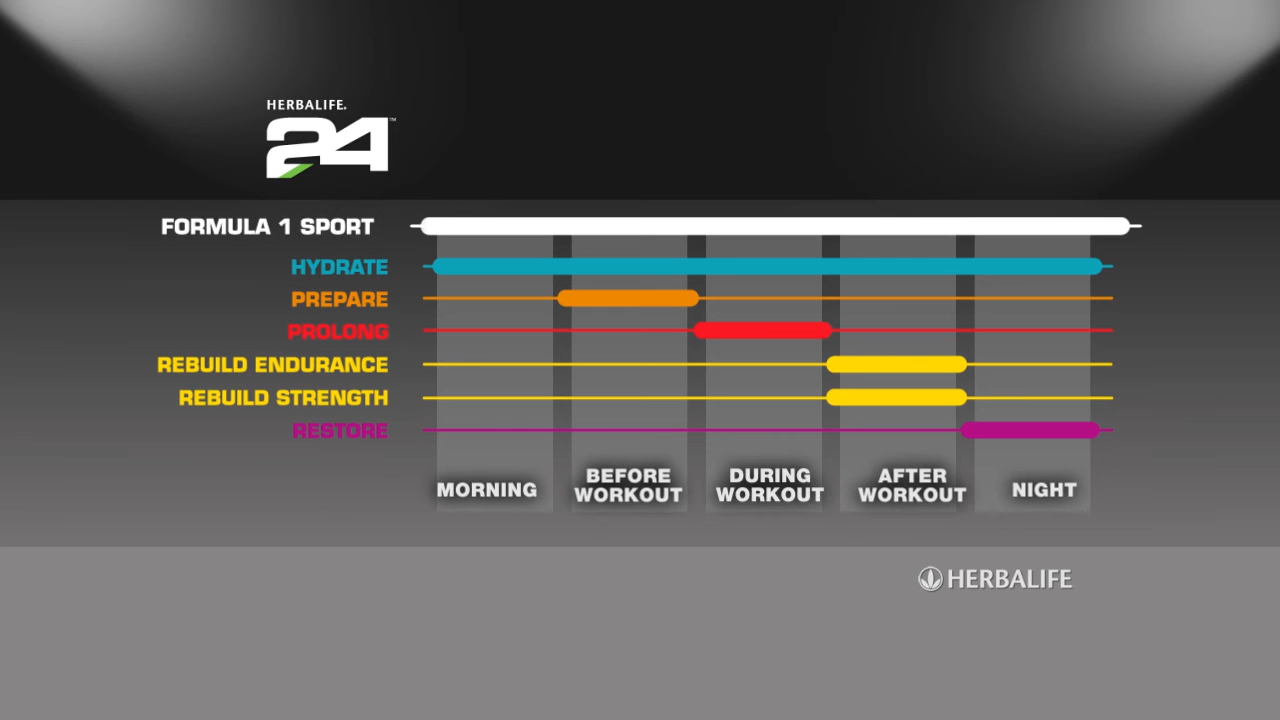 HERBALIFE.
24™
FORMULA 1 SPORT
HYDRATE
PREPARE
PROLONG
REBUILD ENDURANCE
REBUILD STRENGTH
RESTORE
MORNING
BEFORE
WORKOUT
DURING
WORKOUT
AFTER
WORKOUT
NIGHT
HERBALIFE